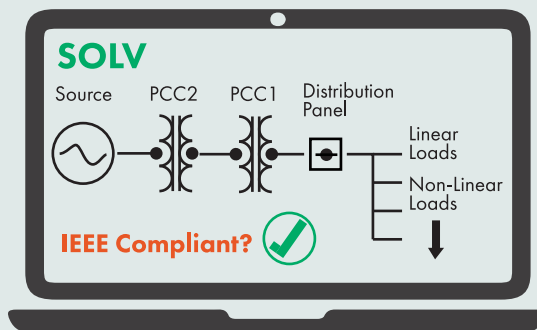 SOLV
Source
PCC2
PCC1
Distribution
Panel
Linear
Loads
Non-Linear
Loads
IEEE Compliant?